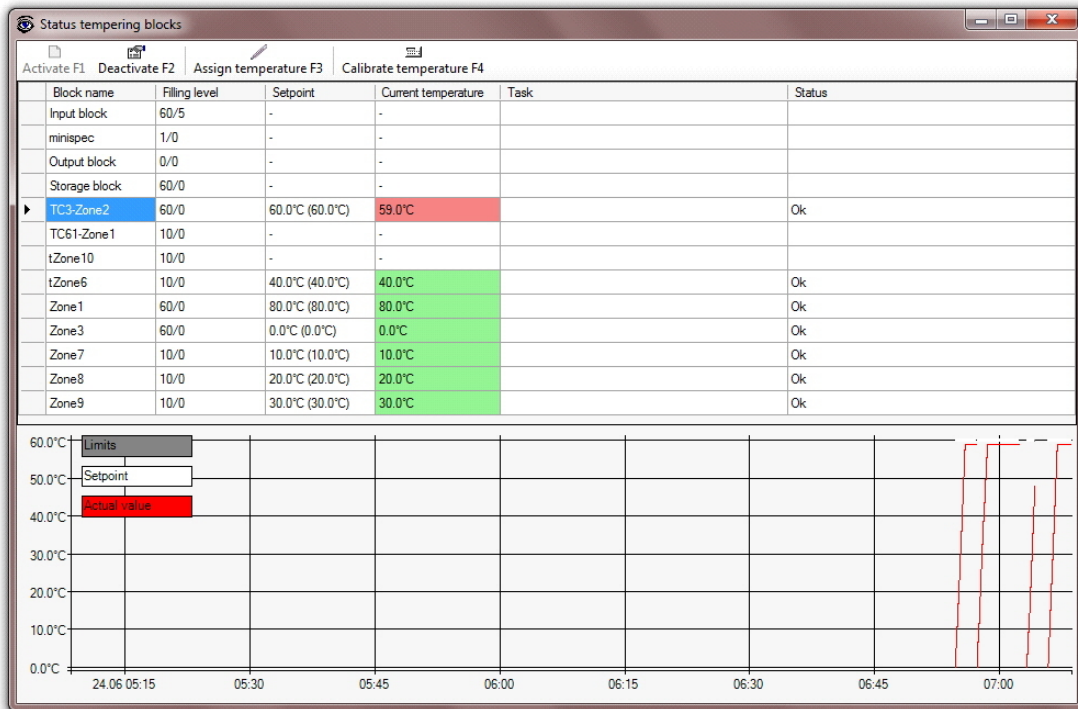 Status tempering blocks
Activate F1 Deactivate F2 Assign temperature F3 Calibrate temperature F4
Block name Filling level Setpoint Current temperature Task Status
Input block 60/5 - -
minispec 1/0 - -
Output block 0/0 - -
Storage block 60/0 - -
TC3-Zone2 60/0 60.0°C (60.0°C) 59.0°C Ok
TC61-Zone1 10/0 - -
tZone10 10/0 - -
tZone6 10/0 40.0°C (40.0°C) 40.0°C Ok
Zone1 60/0 80.0°C (80.0°C) 80.0°C Ok
Zone3 60/0 0.0°C (0.0°C) 0.0°C Ok
Zone7 10/0 10.0°C (10.0°C) 10.0°C Ok
Zone8 10/0 20.0°C (20.0°C) 20.0°C Ok
Zone9 10/0 30.0°C (30.0°C) 30.0°C Ok
60.0°C Limits
50.0°C Setpoint
40.0°C Actual value
30.0°C
20.0°C
10.0°C
0.0°C
24.06 05:15 05:30 05:45 06:00 06:15 06:30 06:45 07:00